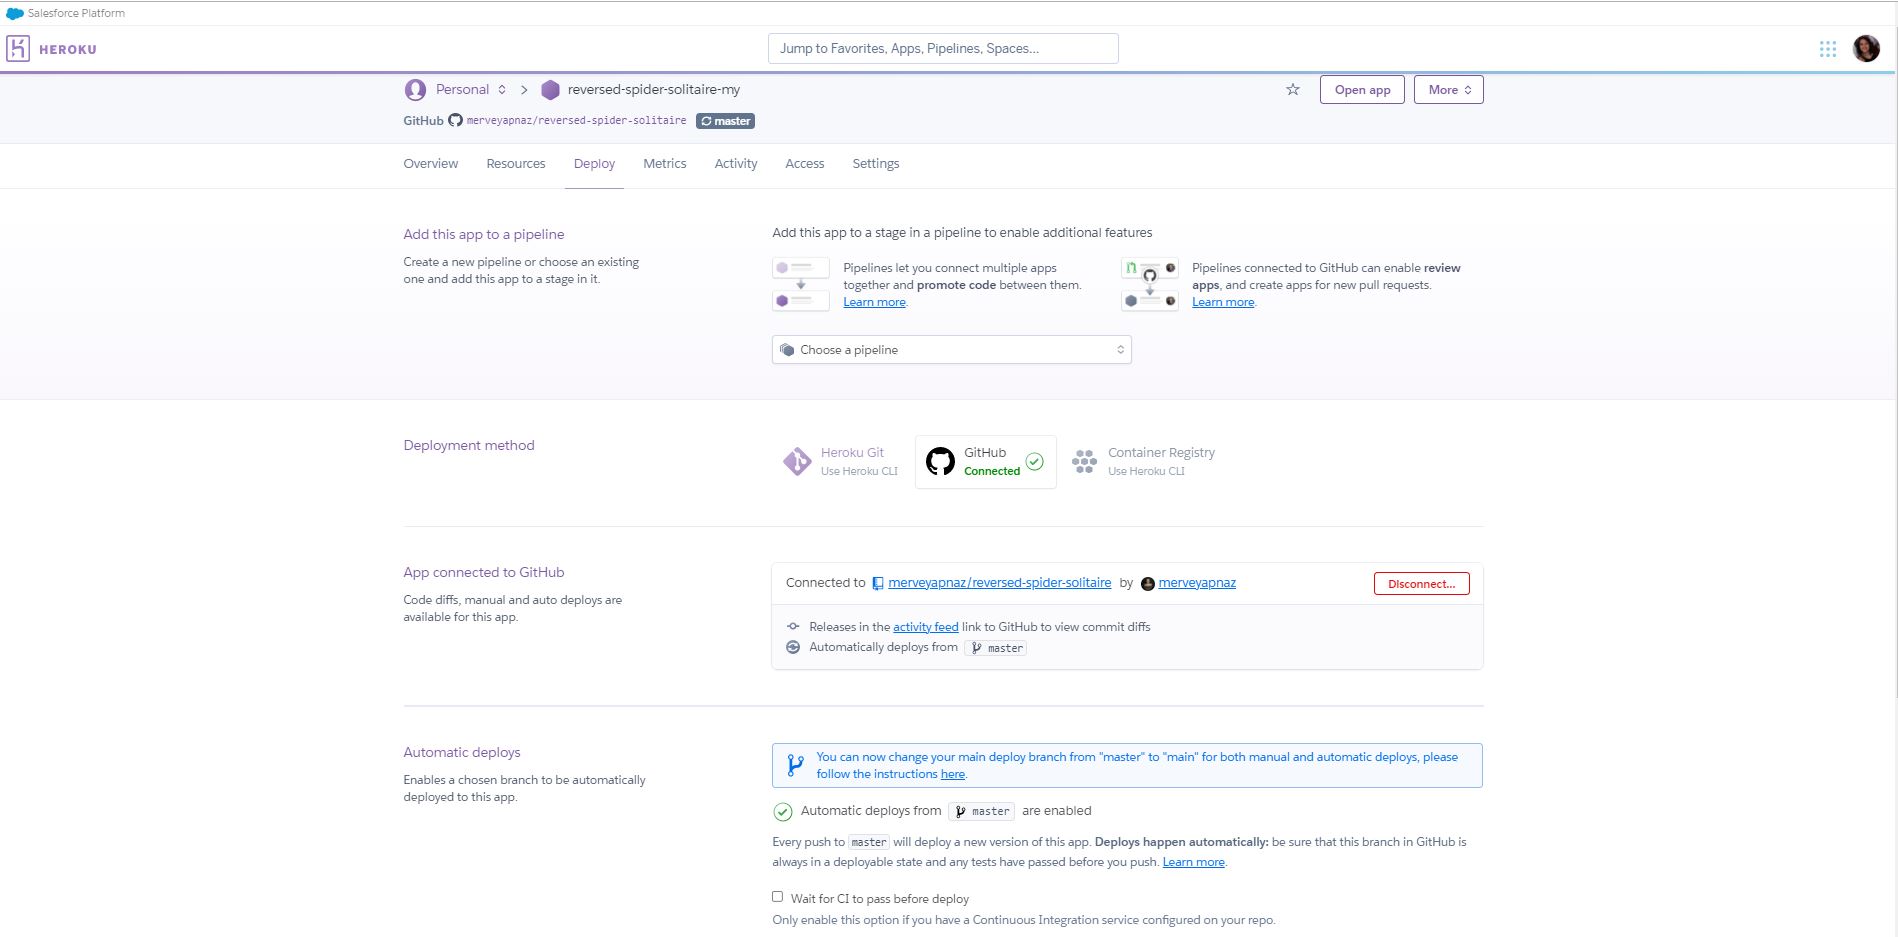 Salesforce Platform
HEROKU
Jump to Favorites, Apps, Pipelines, Spaces...
Personal
reversed-spider-solitaire-my
Open app
More
GitHub merveyapnaz/reversed-spider-solitaire master
Overview
Resources
Deploy
Metrics
Activity
Access
Settings
Add this app to a pipeline
Create a new pipeline or choose an existing
one and add this app to a stage in it.
Add this app to a stage in a pipeline to enable additional features
Pipelines let you connect multiple apps
together and promote code between them.
Learn more.
Pipelines connected to GitHub can enable review
apps, and create apps for new pull requests.
Learn more.
Choose a pipeline
Deployment method
Heroku Git
Use Heroku CLI
GitHub
Connected
Container Registry
Use Heroku CLI
App connected to GitHub
Code diffs, manual and auto deploys are
available for this app.
Connected to merveyapnaz/reversed-spider-solitaire by merveyapnaz
Disconnect...
Releases in the activity feed link to GitHub to view commit diffs
Automatically deploys from master
Automatic deploys
Enables a chosen branch to be automatically
deployed to this app.
You can now change your main deploy branch from "master" to "main" for both manual and automatic deploys, please
follow the instructions here.
Automatic deploys from master are enabled
Every push to master will deploy a new version of this app. Deploys happen automatically: be sure that this branch in GitHub is
always in a deployable state and any tests have passed before you push. Learn more.
Wait for CI to pass before deploy
Only enable this option if you have a Continuous Integration service configured on your repo.